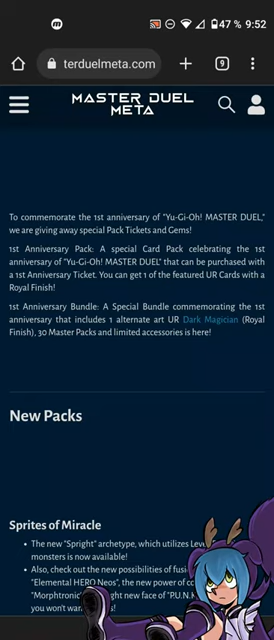 47 % 9:52
terduelmeta.com
9
MASTER DUEL
META
To commemorate the 1st anniversary of "Yu-Gi-Oh! MASTER DUEL,"
we are giving away special Pack Tickets and Gems!
1st Anniversary Pack: A special Card Pack celebrating the 1st
anniversary of "Yu-Gi-Oh! MASTER DUEL" that can be purchased with
a 1st Anniversary Ticket. You can get 1 of the featured UR Cards with a
Royal Finish!
1st Anniversary Bundle: A Special Bundle commemorating the 1st
anniversary that includes 1 alternate art UR Dark Magician (Royal
Finish), 30 Master Packs and limited accessories is here!
New Packs
Sprites of Miracle
• The new "Spright" archetype, which utilizes Leve
monsters is now available!
• Also, check out the new possibilities of fusi
"Elemental HERO Neos", the new power of
"Morphtronic" new face of "P.U.N.K
you won't